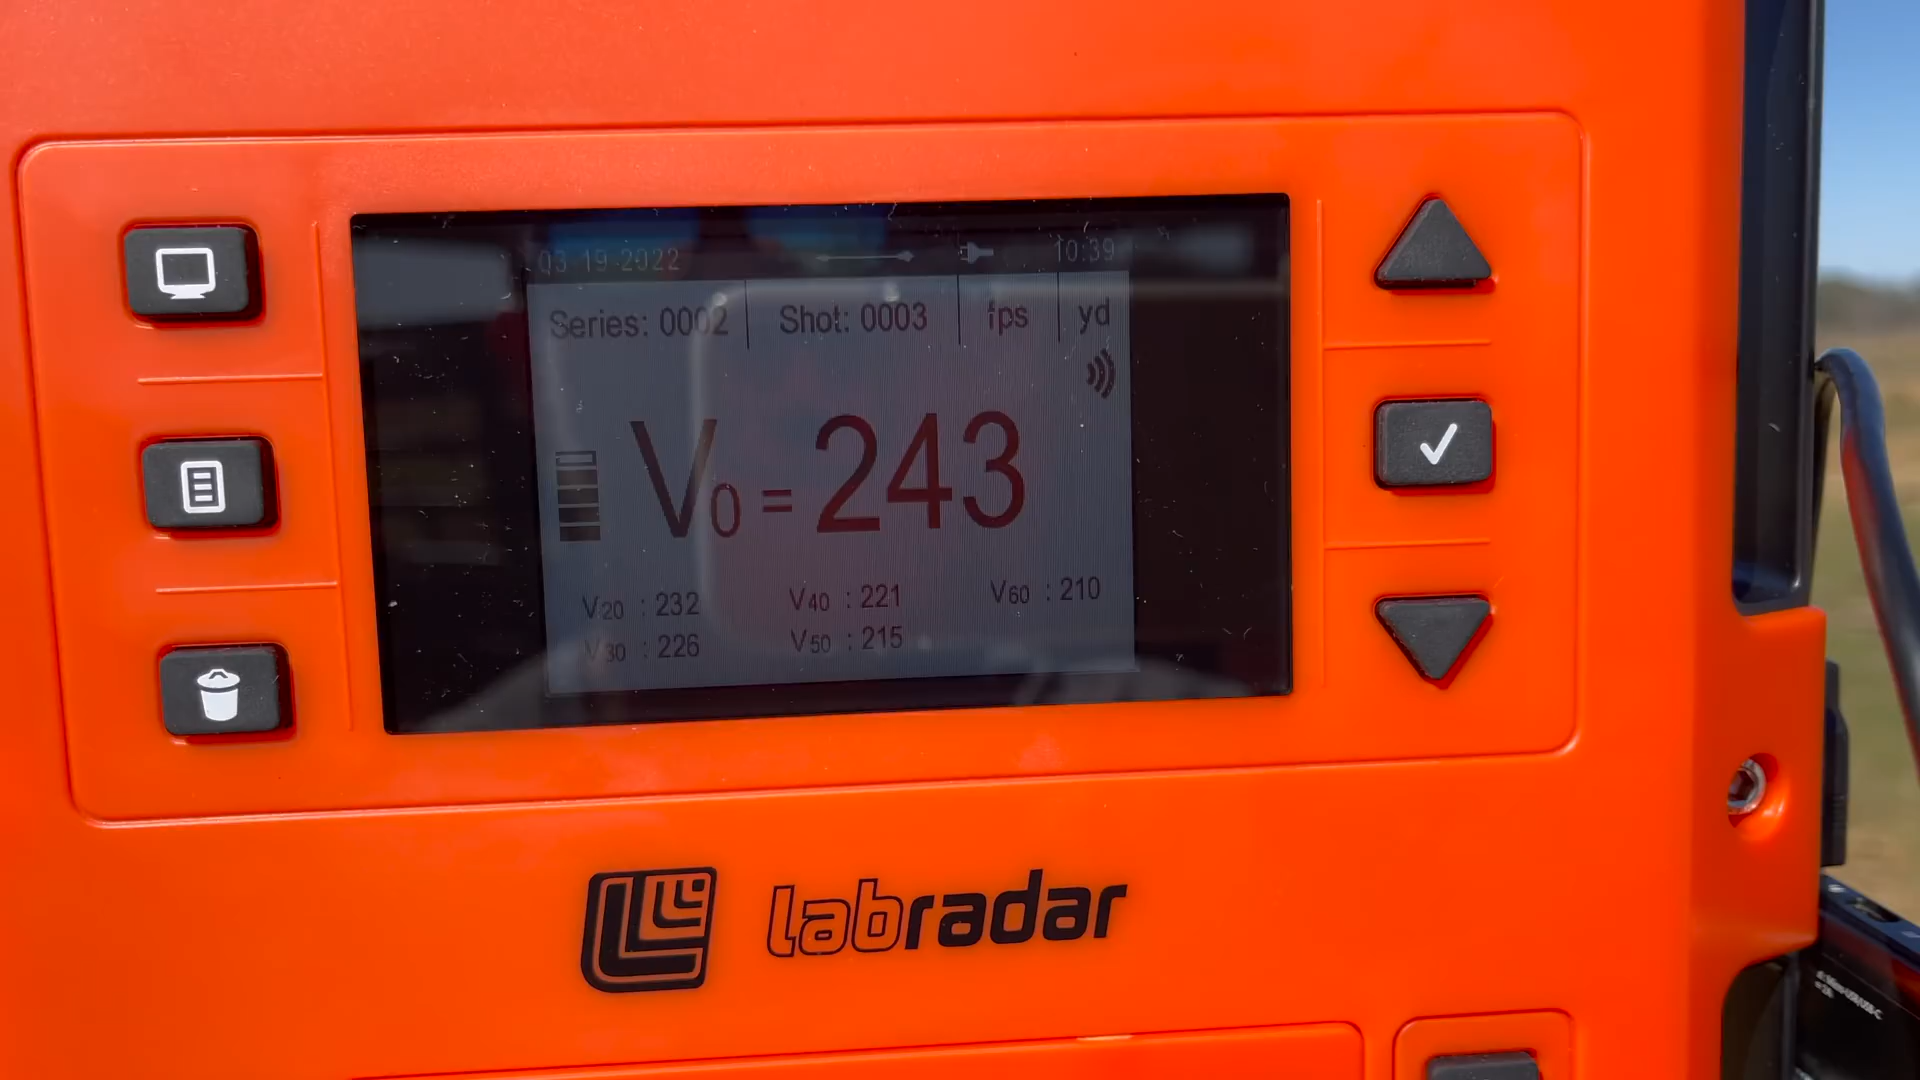 03-19-2022 10:39
Series: 0002 Shot: 0003 fps yd
V0 = 243
V20 : 232 V40 : 221 V60 : 210
V30 : 226 V50 : 215
labradar